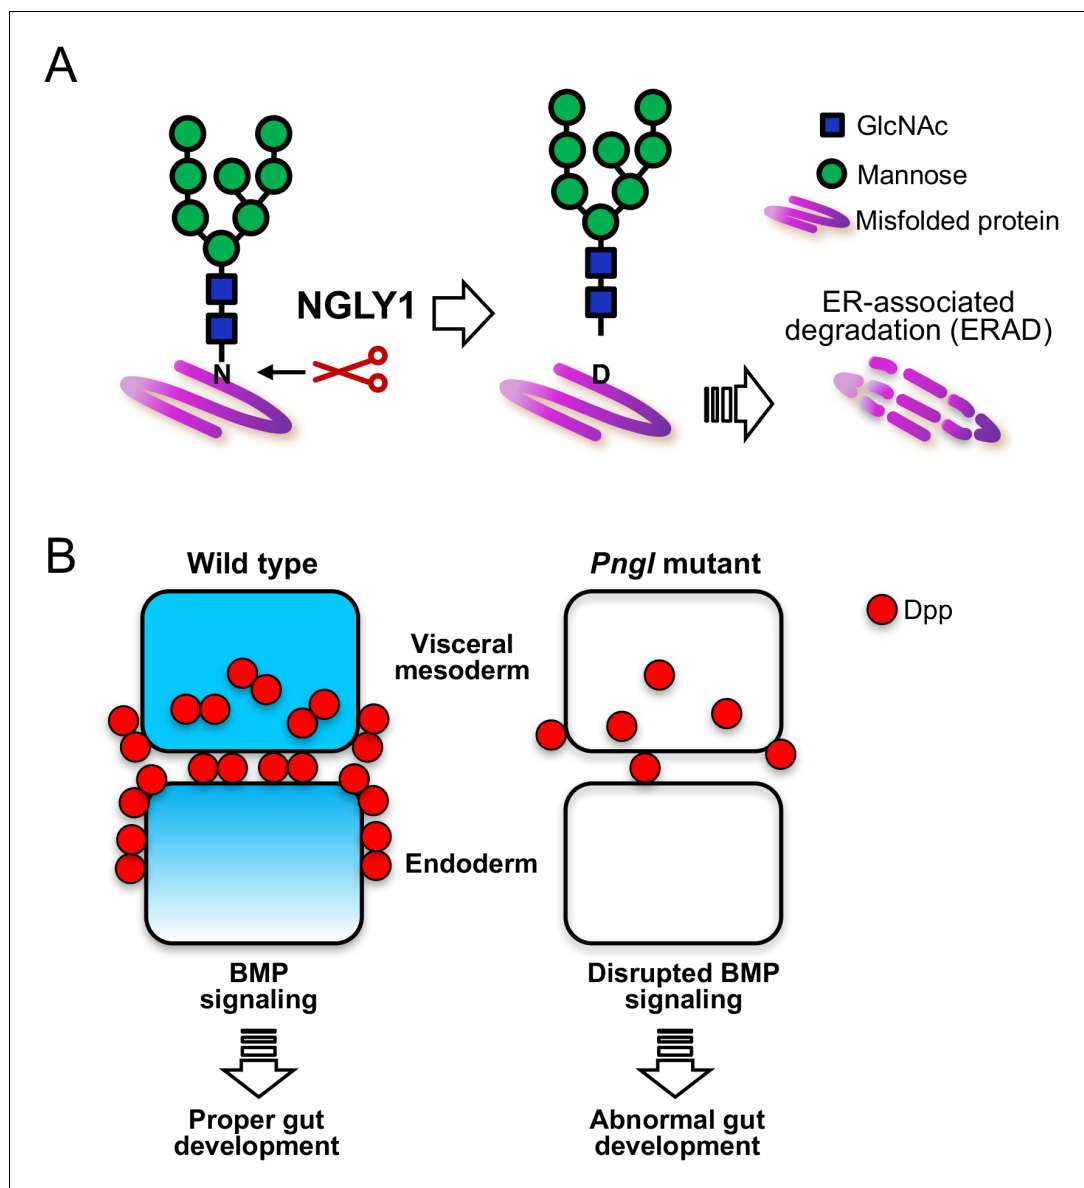 A
GlcNAc
Mannose
Misfolded protein
NGLY1
N
D
ER-associated
degradation (ERAD)
B
Wild type
Pngl mutant
Dpp
Visceral
mesoderm
Endoderm
BMP
signaling
Disrupted BMP
signaling
Proper gut
development
Abnormal gut
development